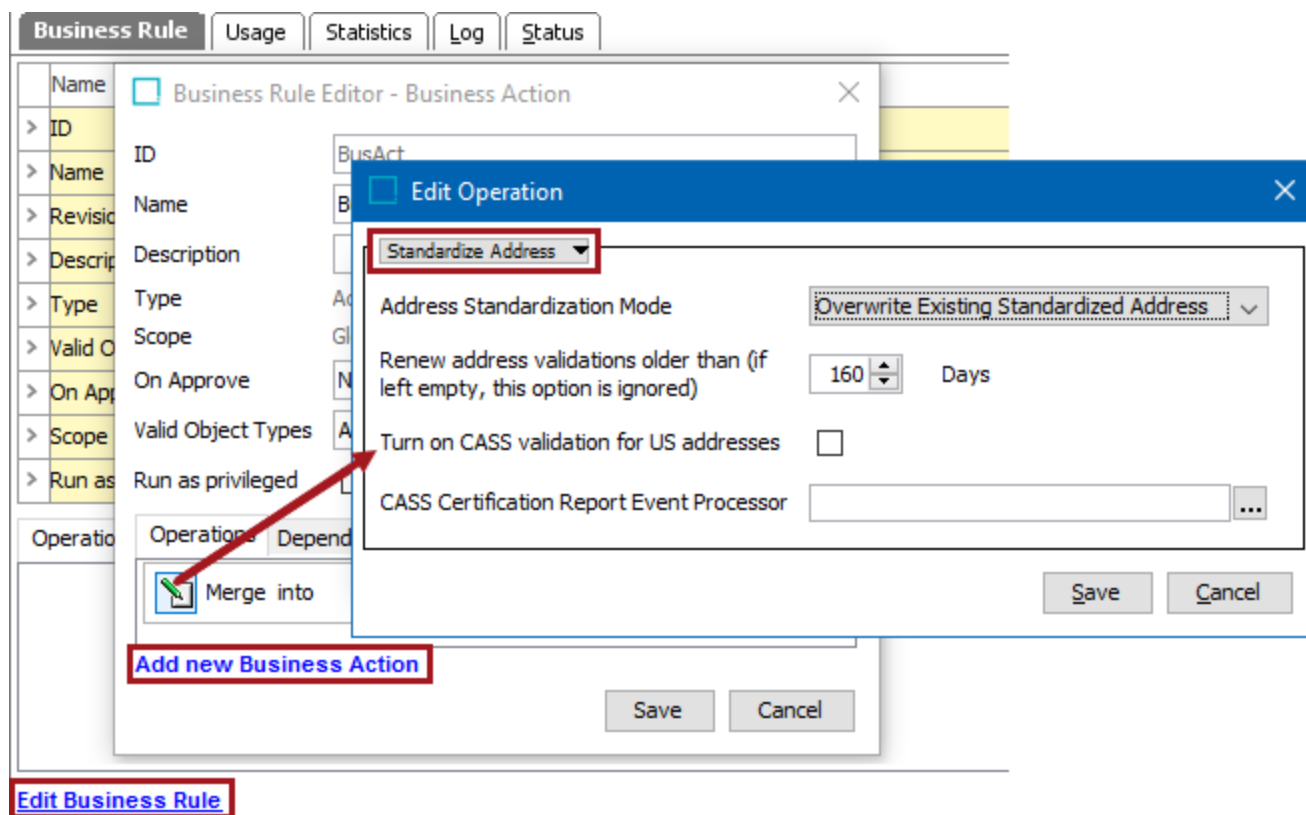 Business Rule
Usage
Statistics
Log
Status
Name
> ID
> Name
> Revisio
> Descrip
> Type
> Valid O
> On App
> Scope
> Run as
Operatio
Business Rule Editor - Business Action
ID
BusAct
Name
B
Description
Type
Ac
Scope
Gl
On Approve
N
Valid Object Types
A
Run as privileged
Operations
Depend
Merge into
Add new Business Action
Save
Cancel
Edit Business Rule
Edit Operation
Standardize Address
Address Standardization Mode
Overwrite Existing Standardized Address
Renew address validations older than (if
left empty, this option is ignored)
160
Days
Turn on CASS validation for US addresses
CASS Certification Report Event Processor
...
Save
Cancel